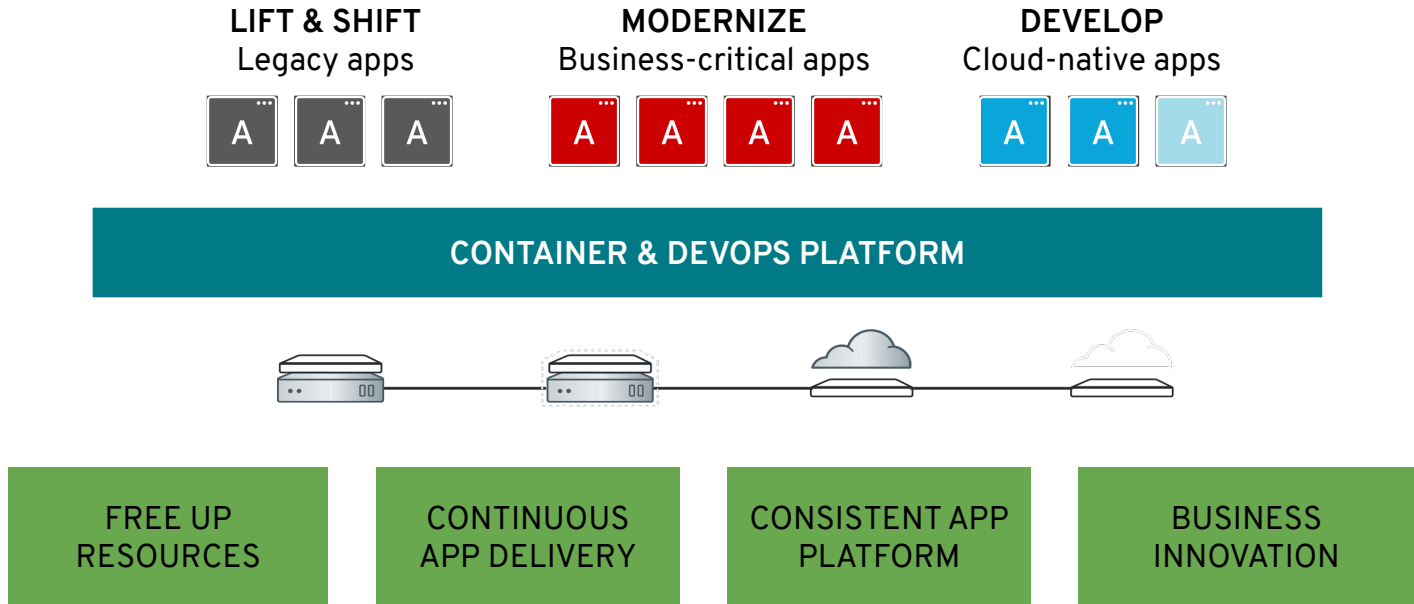 LIFT & SHIFT
Legacy apps
MODERNIZE
Business-critical apps
DEVELOP
Cloud-native apps
A A A
A A A A
A A A
CONTAINER & DEVOPS PLATFORM
FREE UP
RESOURCES
CONTINUOUS
APP DELIVERY
CONSISTENT APP
PLATFORM
BUSINESS
INNOVATION